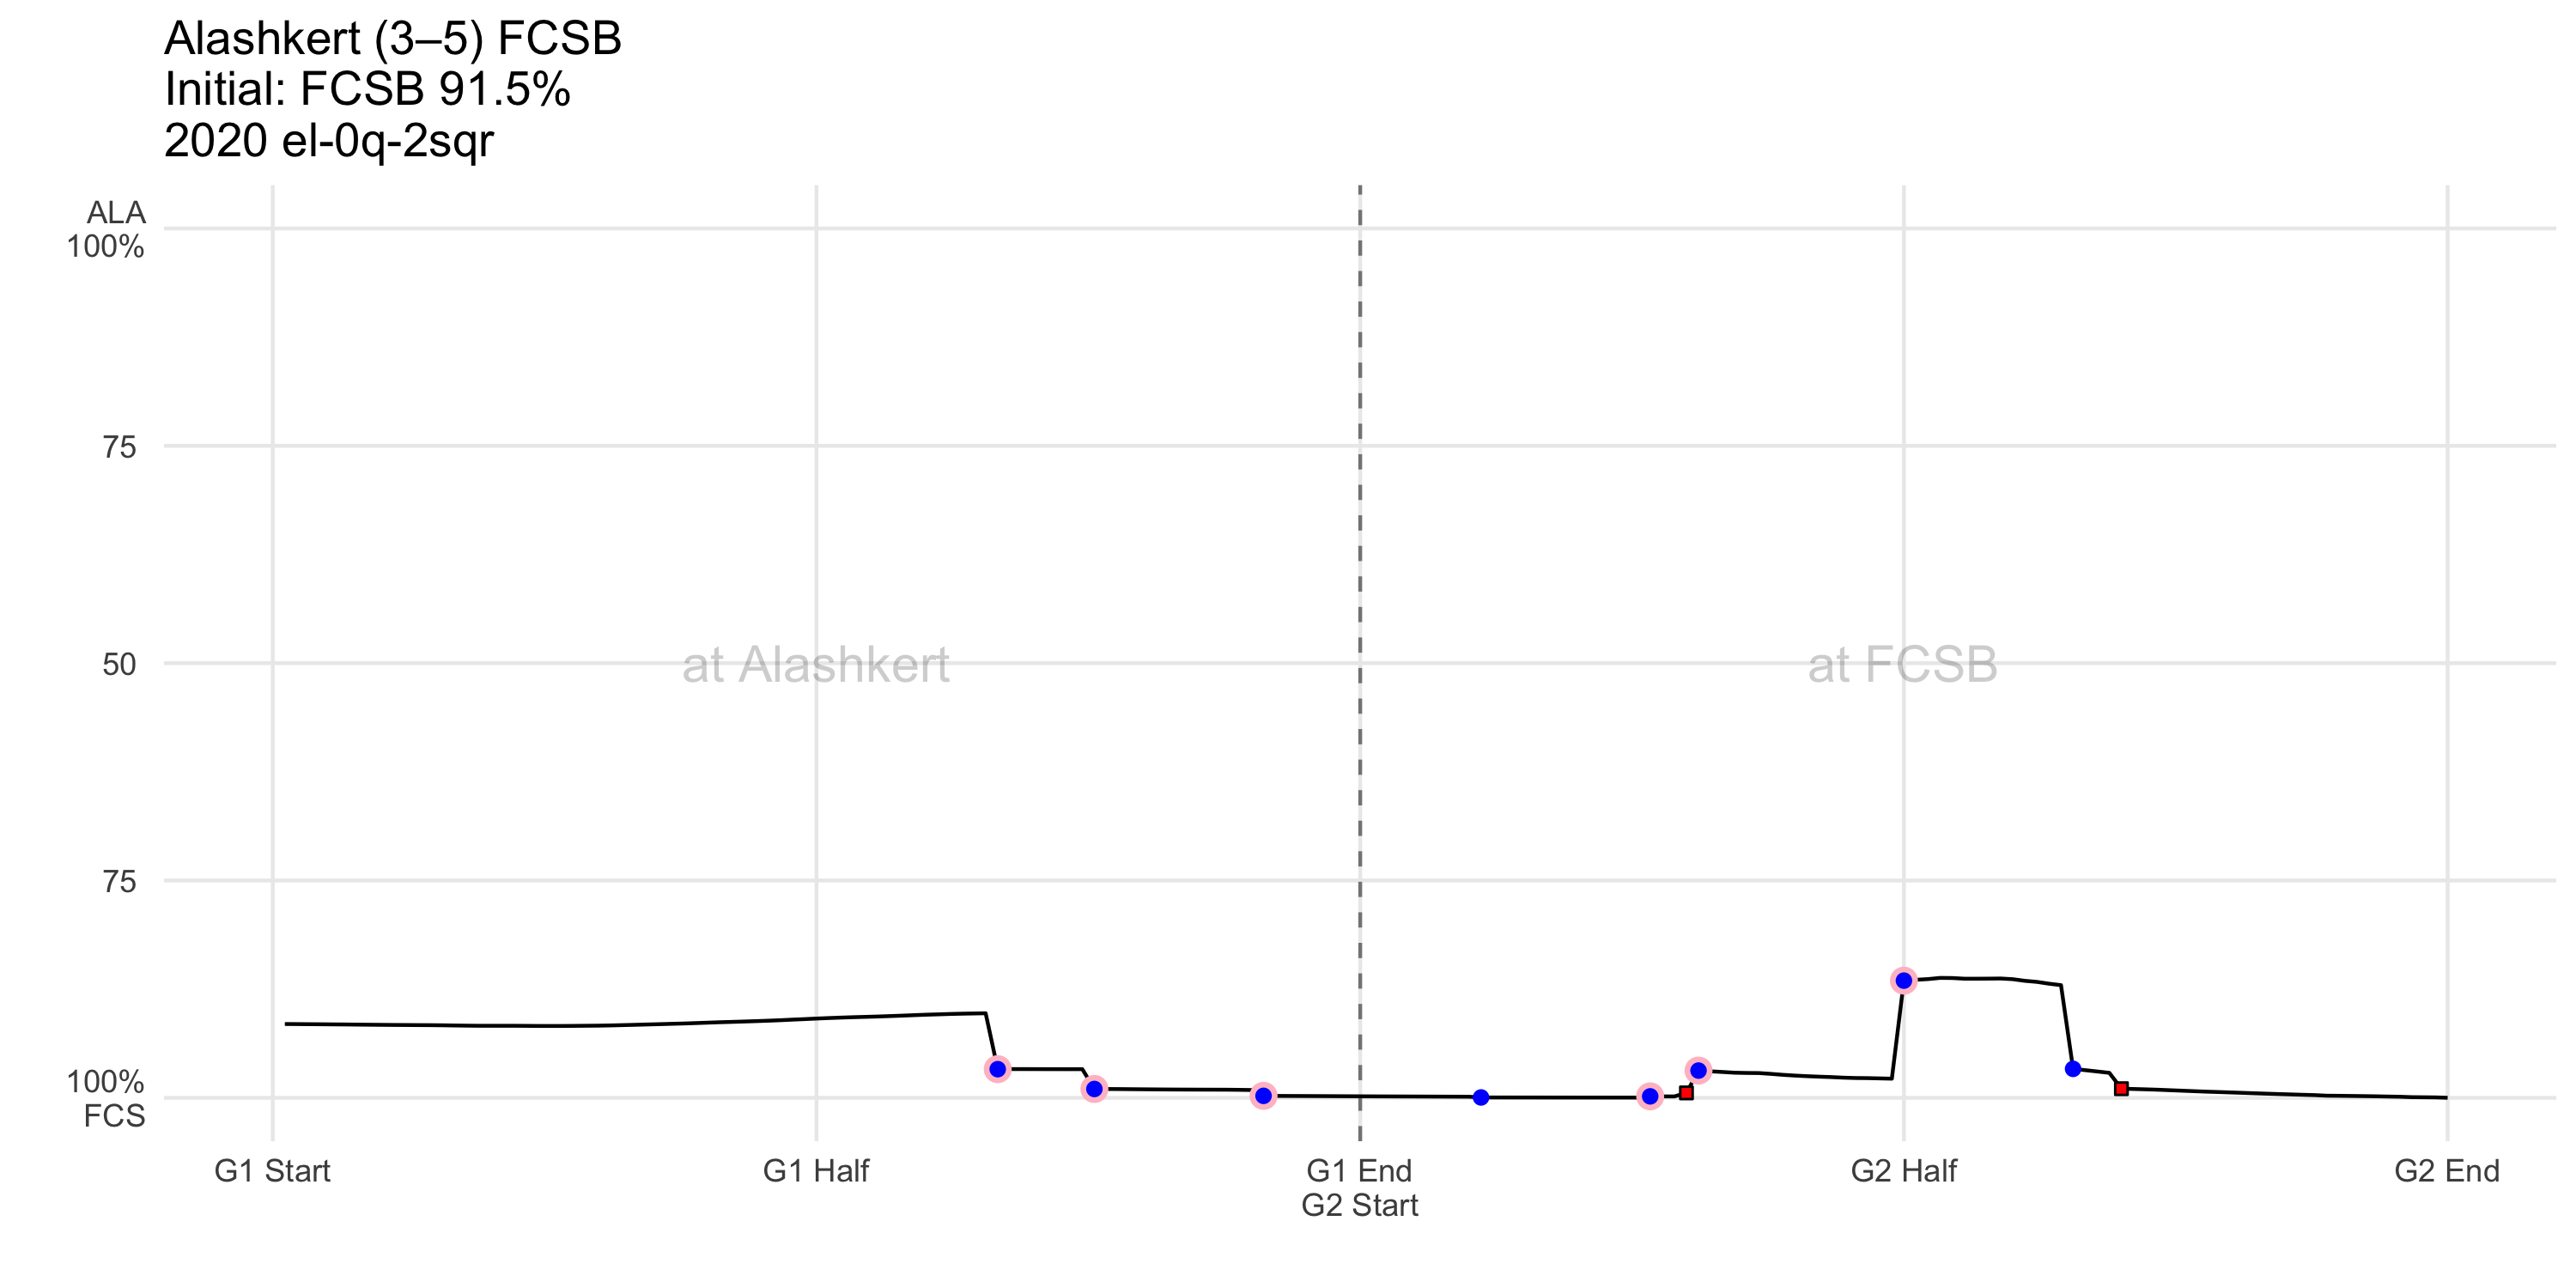 Alashkert (3–5) FCSB
Initial: FCSB 91.5%
2020 el-0q-2sqr
ALA
100%
75
50
75
100%
FCS
at Alashkert
at FCSB
G1 Start
G1 Half
G1 End
G2 Start
G2 Half
G2 End